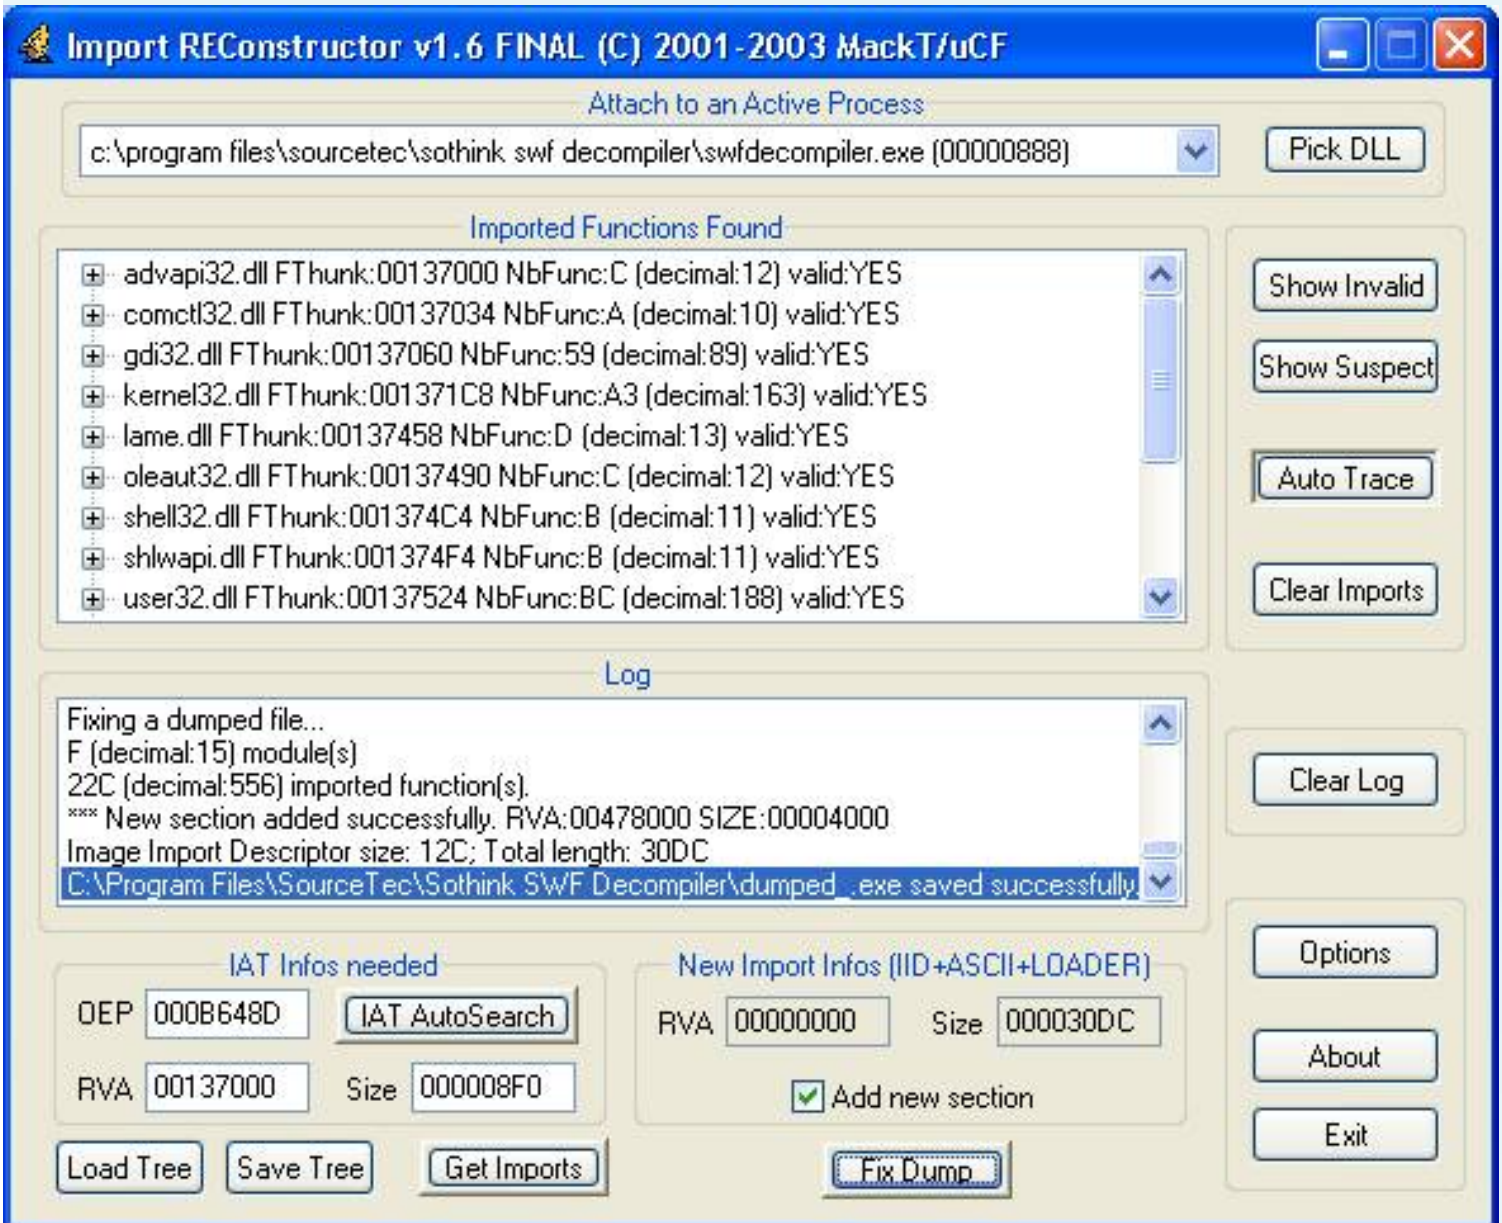 Import REConstructor v1.6 FINAL (C) 2001-2003 MackT/uCF
Attach to an Active Process
c:\program files\sourcetec\sothink swf decompiler\swfdecompiler.exe (00000888)
Pick DLL
Imported Functions Found
advapi32.dll FThunk:00137000 NbFunc:C (decimal:12) valid:YES
comctl32.dll FThunk:00137034 NbFunc:A (decimal:10) valid:YES
gdi32.dll FThunk:00137060 NbFunc:59 (decimal:89) valid:YES
kernel32.dll FThunk:001371C8 NbFunc:A3 (decimal:163) valid:YES
lame.dll FThunk:00137458 NbFunc:D (decimal:13) valid:YES
oleaut32.dll FThunk:00137490 NbFunc:C (decimal:12) valid:YES
shell32.dll FThunk:001374C4 NbFunc:B (decimal:11) valid:YES
shlwapi.dll FThunk:001374F4 NbFunc:B (decimal:11) valid:YES
user32.dll FThunk:00137524 NbFunc:BC (decimal:188) valid:YES
Show Invalid
Show Suspect
Auto Trace
Clear Imports
Log
Fixing a dumped file...
F (decimal:15) module(s)
22C (decimal:556) imported function(s).
*** New section added successfully. RVA:00478000 SIZE:00004000
Image Import Descriptor size: 12C; Total length: 30DC
C:\Program Files\SourceTec\Sothink SWF Decompiler\dumped_.exe saved successfully.
Clear Log
IAT Infos needed
OEP 000B648D IAT AutoSearch
RVA 00137000 Size 000008F0
New Import Infos (IID+ASCII+LOADER)
RVA 00000000 Size 000030DC
Add new section
Options
About
Exit
Load Tree Save Tree Get Imports Fix Dump